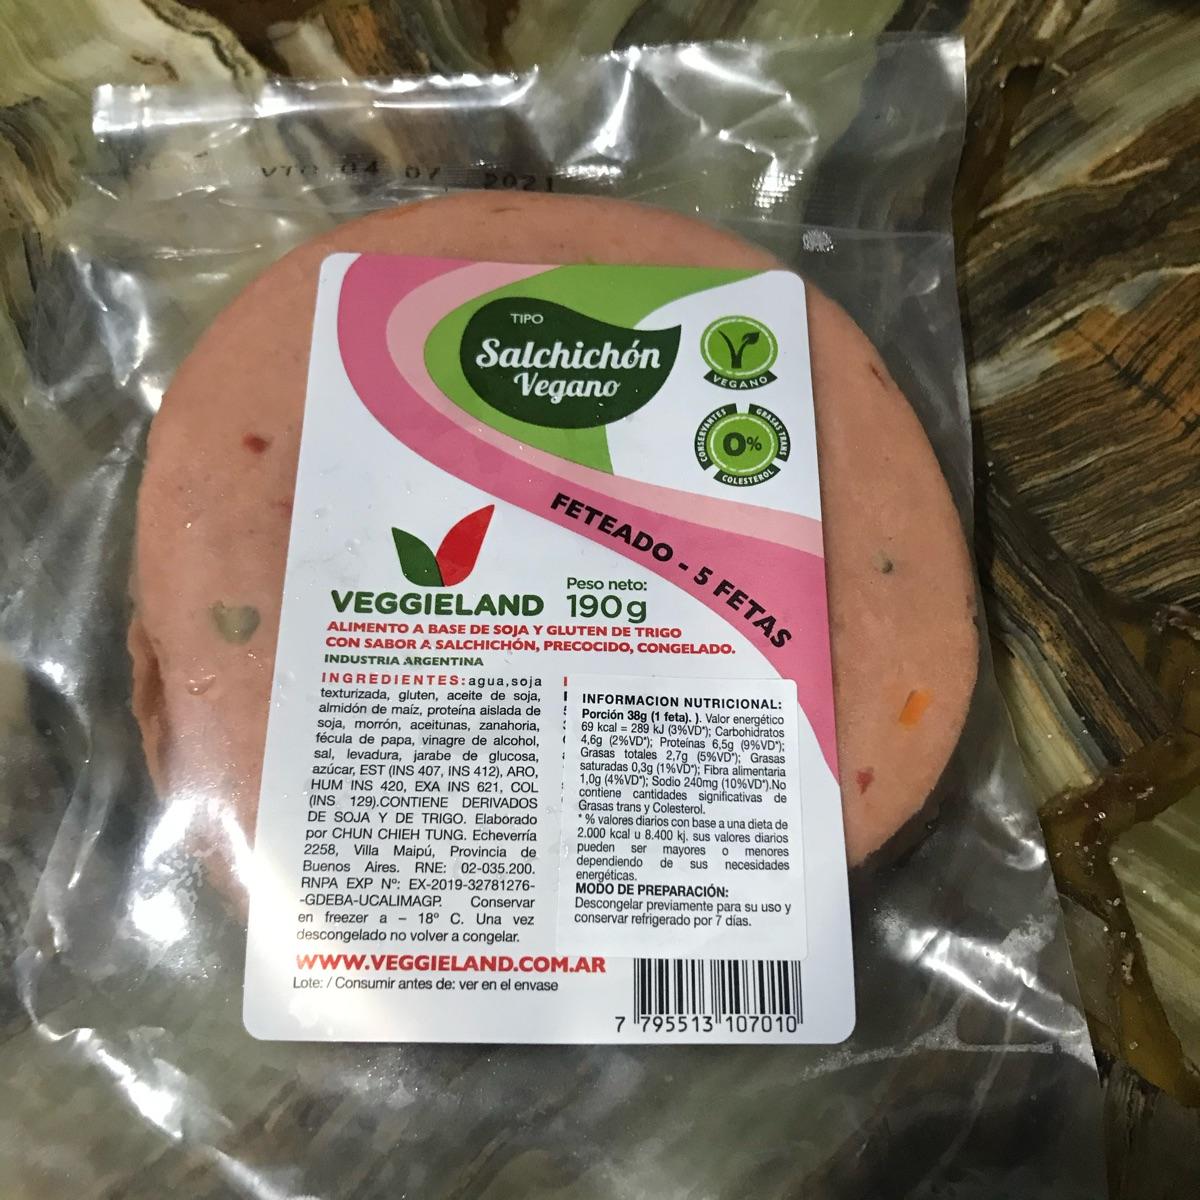 VTO 04 07 2021
TIPO
Salchichón
Vegano
VEGANO
CONSERVANTES
GRASAS TRANS
0%
COLESTEROL
FETEADO - 5 FETAS
VEGGIELAND
Peso neto:
190g
ALIMENTO A BASE DE SOJA Y GLUTEN DE TRIGO
CON SABOR A SALCHICHÓN, PRECOCIDO, CONGELADO.
INDUSTRIA ARGENTINA
INGREDIENTES: agua,soja
texturizada, gluten, aceite de soja,
almidón de maíz, proteína aislada de
soja, morrón, aceitunas, zanahoria,
fécula de papa, vinagre de alcohol,
sal, levadura, jarabe de glucosa,
azúcar, EST (INS 407, INS 412), ARO,
HUM INS 420, EXA INS 621, COL
(INS 129).CONTIENE DERIVADOS
DE SOJA Y DE TRIGO. Elaborado
por CHUN CHIEH TUNG. Echeverría
2258, Villa Maipú, Provincia de
Buenos Aires. RNE: 02-035.200.
RNPA EXP Nº: EX-2019-32781276-
-GDEBA-UCALIMAGP. Conservar
en freezer a – 18º C. Una vez
descongelado no volver a congelar.
INFORMACION NUTRICIONAL:
Porción 38g (1 feta). ). Valor energético
69 kcal = 289 kJ (3%VD*); Carbohidratos
4,6g (2%VD*); Proteínas 6,5g (9%VD*);
Grasas totales 2,7g (5%VD*); Grasas
saturadas 0,3g (1%VD*); Fibra alimentaria
1,0g (4%VD*); Sodio 240mg (10%VD*).No
contiene cantidades significativas de
Grasas trans y Colesterol.
* % valores diarios con base a una dieta de
2.000 kcal u 8.400 kj. sus valores diarios
pueden ser mayores o menores
dependiendo de sus necesidades
energéticas.
MODO DE PREPARACIÓN:
Descongelar previamente para su uso y
conservar refrigerado por 7 días.
WWW.VEGGIELAND.COM.AR
Lote: / Consumir antes de: ver en el envase
7 795513 107010